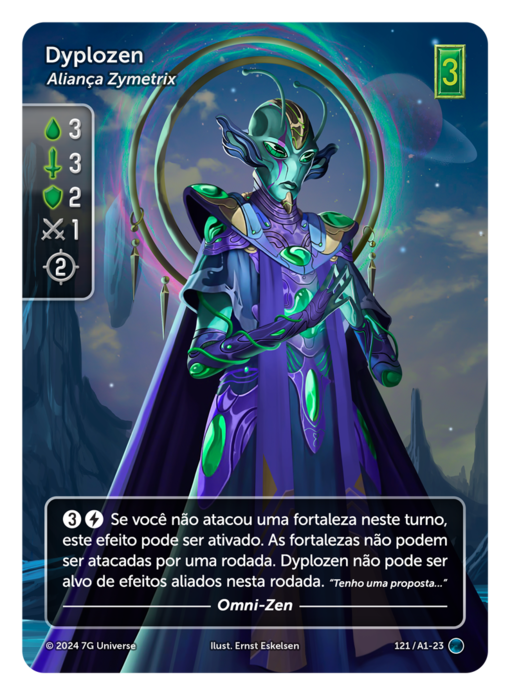 Dyplozen
Aliança Zymetrix
3
3
3
2
1
2
3 Se você não atacou uma fortaleza neste turno,
este efeito pode ser ativado. As fortalezas não podem
ser atacadas por uma rodada. Dyplozen não pode ser
alvo de efeitos aliados nesta rodada. "Tenho uma proposta..."
Omni-Zen
© 2024 7G Universe Ilust. Ernst Eskelsen 121 / A1-23